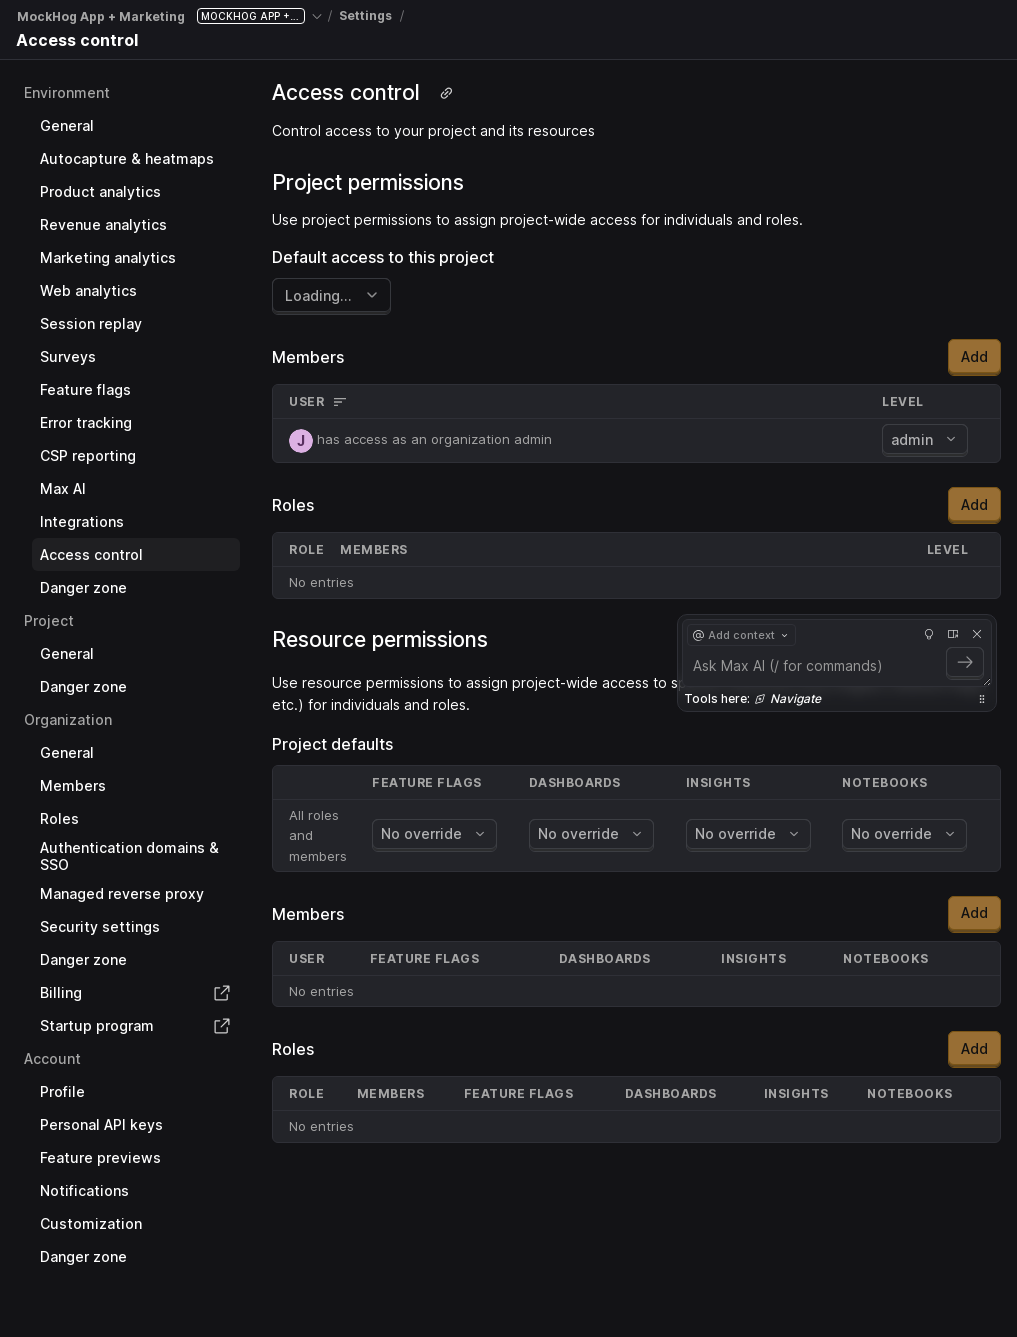 MockHog App + Marketing MOCKHOG APP +... / Settings /
Access control
Environment
General
Autocapture & heatmaps
Product analytics
Revenue analytics
Marketing analytics
Web analytics
Session replay
Surveys
Feature flags
Error tracking
CSP reporting
Max AI
Integrations
Access control
Danger zone
Project
General
Danger zone
Organization
General
Members
Roles
Authentication domains &
SSO
Managed reverse proxy
Security settings
Danger zone
Billing
Startup program
Account
Profile
Personal API keys
Feature previews
Notifications
Customization
Danger zone
Access control
Control access to your project and its resources
Project permissions
Use project permissions to assign project-wide access for individuals and roles.
Default access to this project
Loading...
Members Add
USER LEVEL
J has access as an organization admin admin
Roles Add
ROLE MEMBERS LEVEL
No entries
Resource permissions
Use resource permissions to assign project-wide access to
etc.) for individuals and roles.
@ Add context
Ask Max AI (/ for commands)
Tools here: Navigate
Project defaults
FEATURE FLAGS DASHBOARDS INSIGHTS NOTEBOOKS
All roles
and
members
No override No override No override No override
Members Add
USER FEATURE FLAGS DASHBOARDS INSIGHTS NOTEBOOKS
No entries
Roles Add
ROLE MEMBERS FEATURE FLAGS DASHBOARDS INSIGHTS NOTEBOOKS
No entries